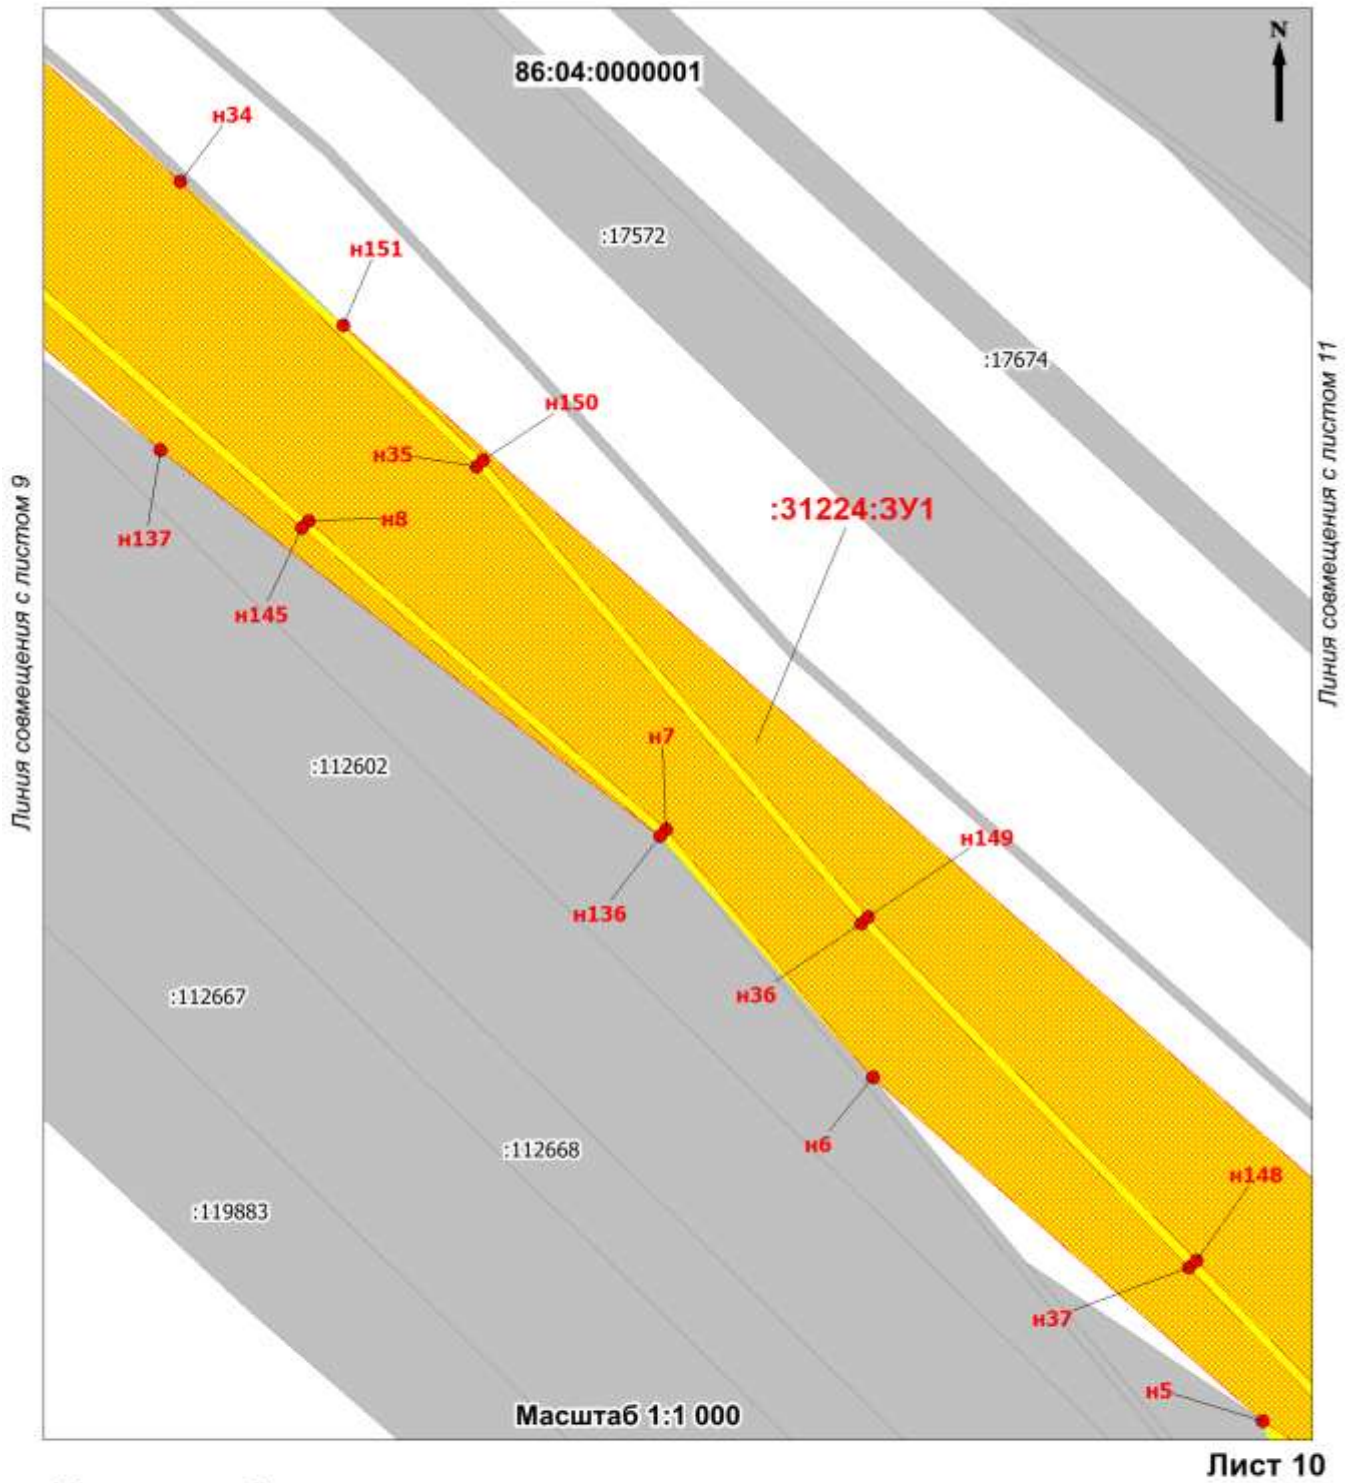 N
86:04:0000001
н34
:17572
н151
:17674
н150
н35
:31224:ЗУ1
н8
н137
н145
н7
:112602
н149
н136
н36
:112667
н6
:112668
н148
:119883
н37
н5
Масштаб 1:1 000
Линия совмещения с листом 9
Линия совмещения с листом 11
Лист 10